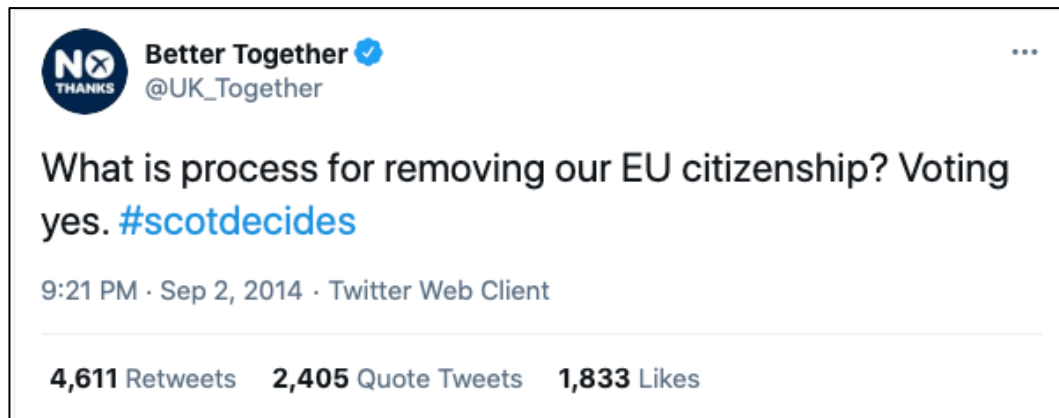 NO
THANKS
Better Together
@UK_Together
What is process for removing our EU citizenship? Voting
yes. #scotdecides
9:21 PM · Sep 2, 2014 · Twitter Web Client
4,611 Retweets 2,405 Quote Tweets 1,833 Likes